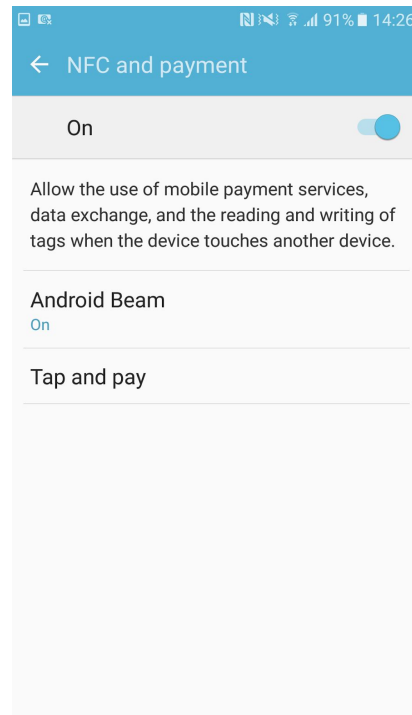 91% 14:26
NFC and payment
On
Allow the use of mobile payment services,
data exchange, and the reading and writing of
tags when the device touches another device.
Android Beam
On
Tap and pay